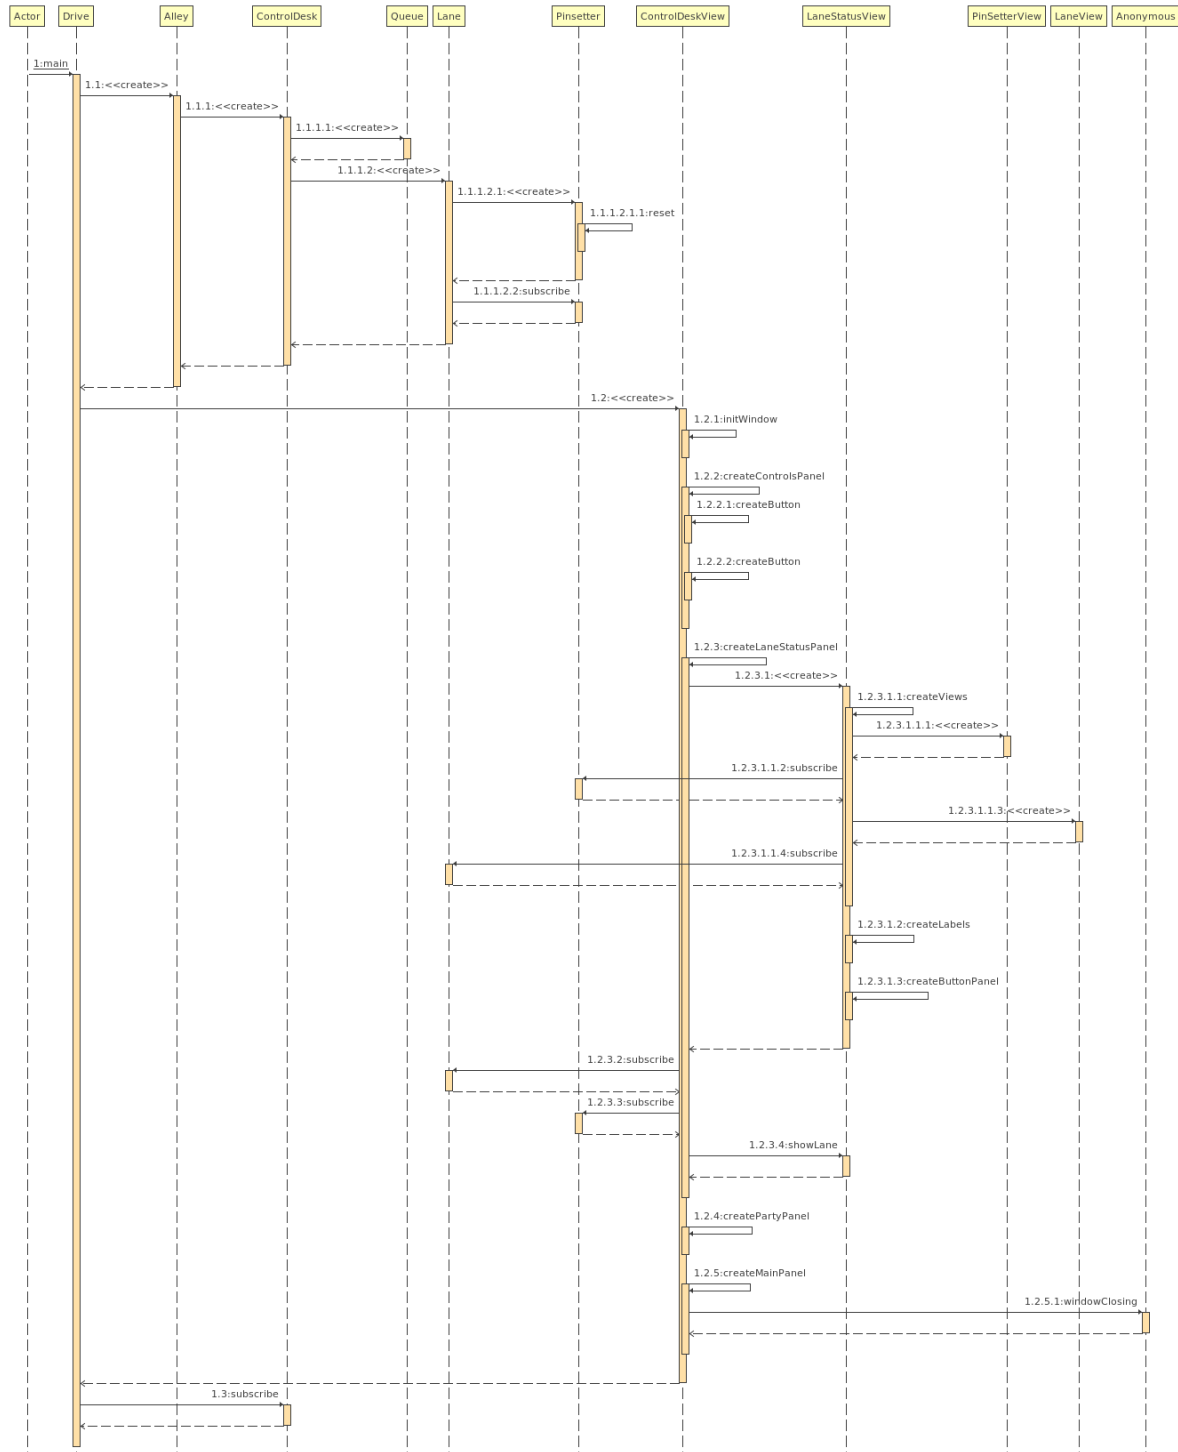 Actor Drive Alley ControlDesk Queue Lane Pinsetter ControlDeskView LaneStatusView PinSetterView LaneView Anonymous
1:main
1.1:<<create>>
1.1.1:<<create>>
1.1.1.1:<<create>>
1.1.1.2:<<create>>
1.1.1.2.1:<<create>>
1.1.1.2.1.1:reset
1.1.1.2.2:subscribe
1.2:<<create>>
1.2.1:initWindow
1.2.2:createControlsPanel
1.2.2.1:createButton
1.2.2.2:createButton
1.2.3:createLaneStatusPanel
1.2.3.1:<<create>>
1.2.3.1.1:createViews
1.2.3.1.1.1:<<create>>
1.2.3.1.1.2:subscribe
1.2.3.1.1.3:<<create>>
1.2.3.1.1.4:subscribe
1.2.3.1.2:createLabels
1.2.3.1.3:createButtonPanel
1.2.3.2:subscribe
1.2.3.3:subscribe
1.2.3.4:showLane
1.2.4:createPartyPanel
1.2.5:createMainPanel
1.2.5.1:windowClosing
1.3:subscribe